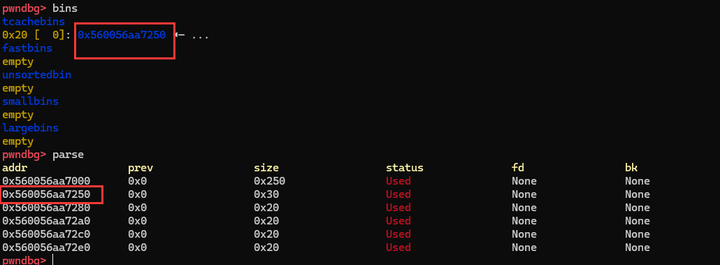 pwndbg> bins
tcachebins
0x20 [  0]: 0x560056aa7250 ← ...
fastbins
empty
unsortedbin
empty
smallbins
empty
largebins
empty
pwndbg> parse
addr prev size status fd bk
0x560056aa7000 0x0 0x250 Used None None
0x560056aa7250 0x0 0x30 Used None None
0x560056aa7280 0x0 0x20 Used None None
0x560056aa72a0 0x0 0x20 Used None None
0x560056aa72c0 0x0 0x20 Used None None
0x560056aa72e0 0x0 0x20 Used None None
pwndbg>